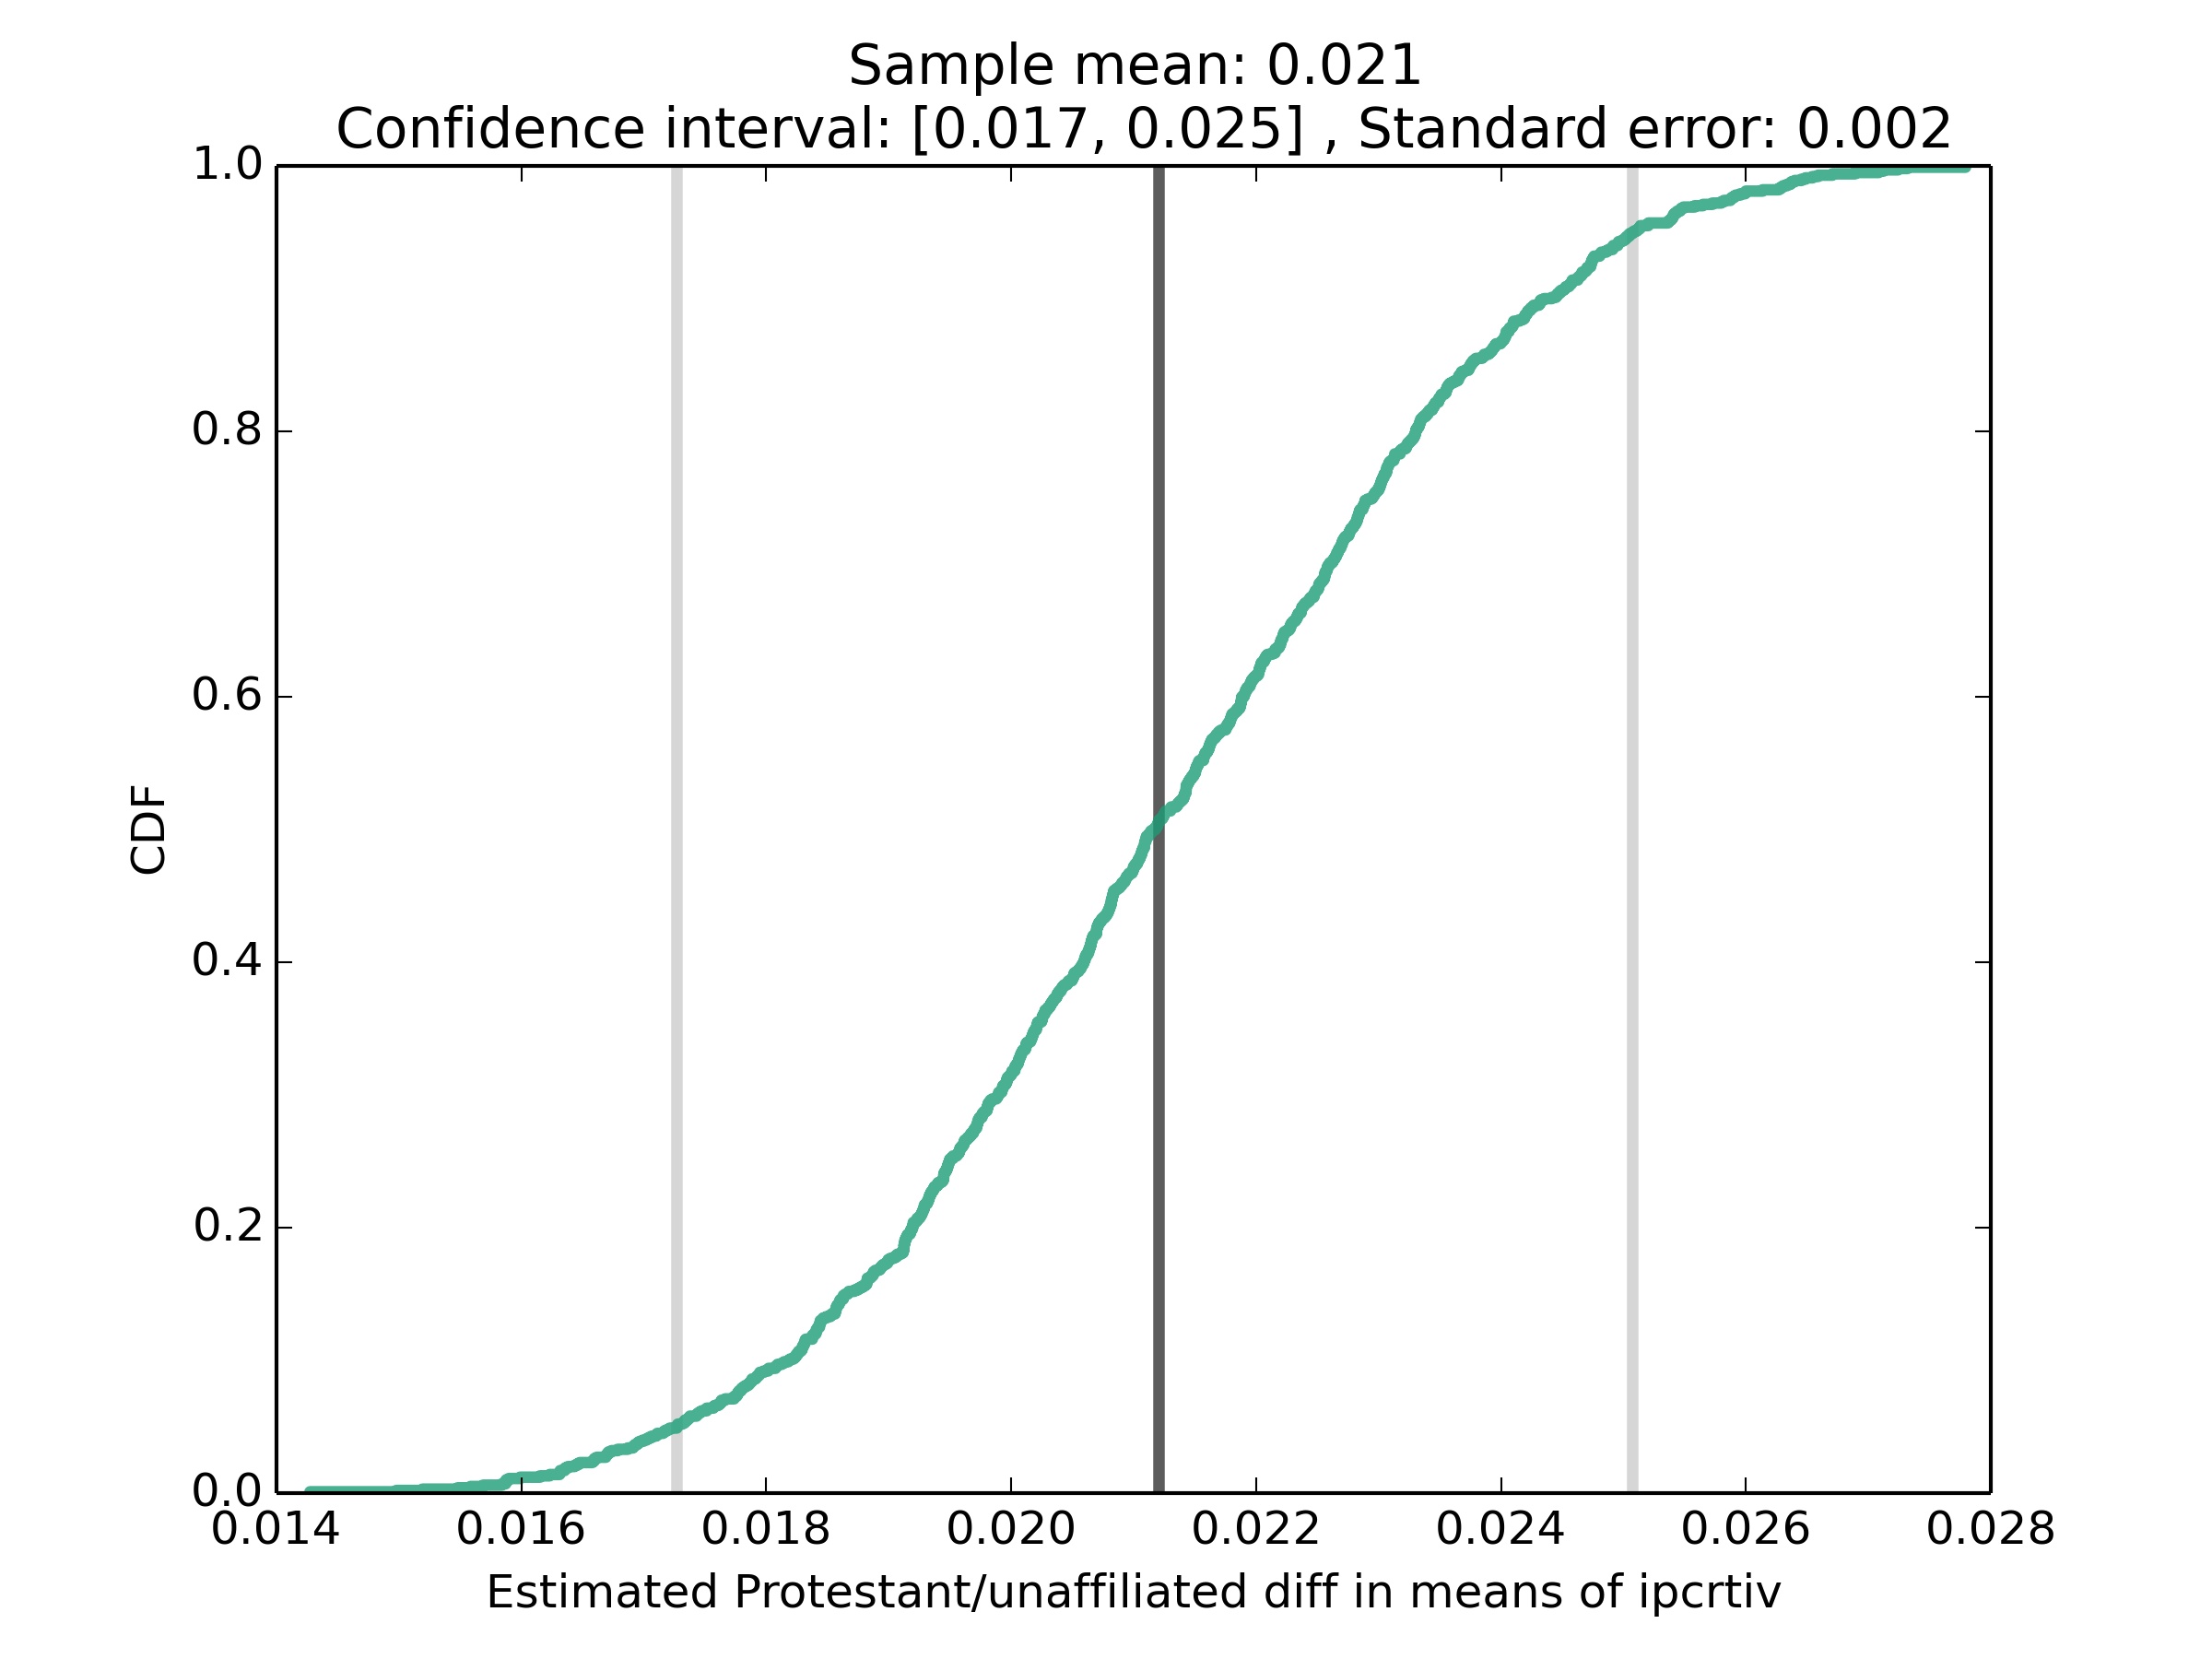 Sample mean: 0.021
Confidence interval: [0.017, 0.025] , Standard error: 0.002
1.0
0.8
0.6
0.4
0.2
0.0
CDF
0.014 0.016 0.018 0.020 0.022 0.024 0.026 0.028
Estimated Protestant/unaffiliated diff in means of ipcrtiv